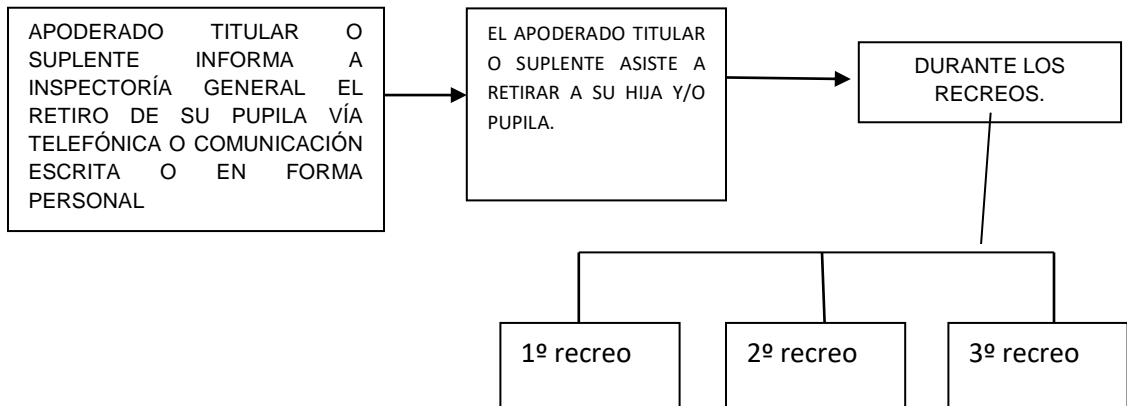 APODERADO TITULAR O
SUPLENTE INFORMA A
INSPECTORÍA GENERAL EL
RETIRO DE SU PUPILA VÍA
TELEFÓNICA O COMUNICACIÓN
ESCRITA O EN FORMA
PERSONAL
EL APODERADO TITULAR
O SUPLENTE ASISTE A
RETIRAR A SU HIJA Y/O
PUPILA.
DURANTE LOS
RECREOS.
1º recreo
2º recreo
3º recreo